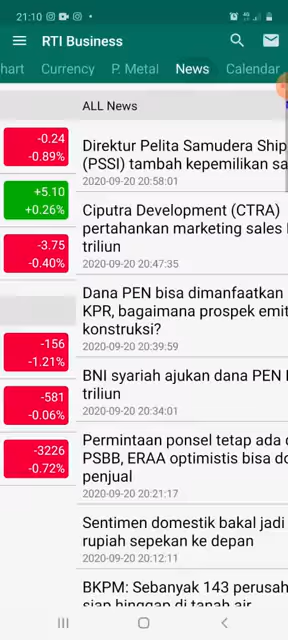 21:10
RTI Business
hart Currency P. Metal News Calendar
ALL News
-0.24
-0.89%
+5.10
+0.26%
-3.75
-0.40%
-156
-1.21%
-581
-0.06%
-3226
-0.72%
Direktur Pelita Samudera Ship
(PSSI) tambah kepemilikan sa
2020-09-20 20:58:01
Ciputra Development (CTRA)
pertahankan marketing sales
triliun
2020-09-20 20:47:35
Dana PEN bisa dimanfaatkan
KPR, bagaimana prospek emit
konstruksi?
2020-09-20 20:39:59
BNI syariah ajukan dana PEN
triliun
2020-09-20 20:34:01
Permintaan ponsel tetap ada
PSBB, ERAA optimistis bisa do
penjual
2020-09-20 20:21:17
Sentimen domestik bakal jadi
rupiah sepekan ke depan
2020-09-20 20:12:11
BKPM: Sebanyak 143 perusah
siap hinggap di tanah air